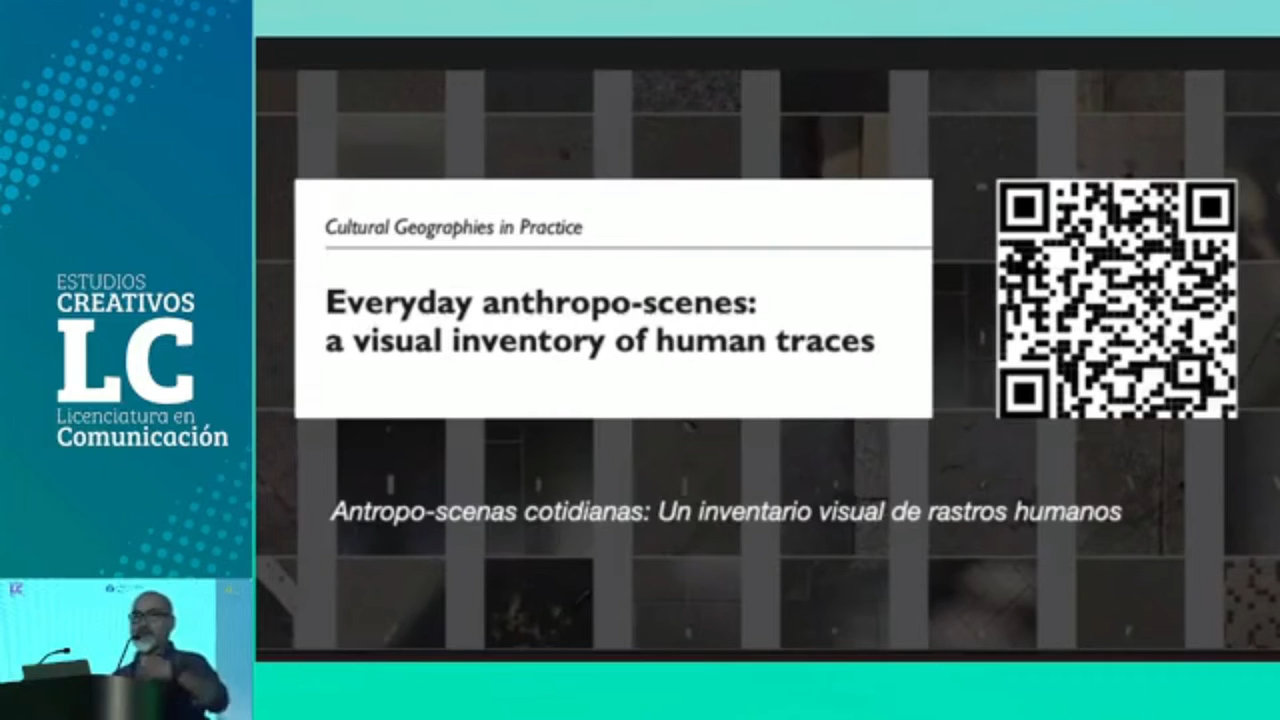 ESTUDIOS
CREATIVOS
LC
Licenciatura en
Comunicación
Cultural Geographies in Practice
Everyday anthropo-scenes:
a visual inventory of human traces
Antropo-scenas cotidianas: Un inventario visual de rastros humanos
LC